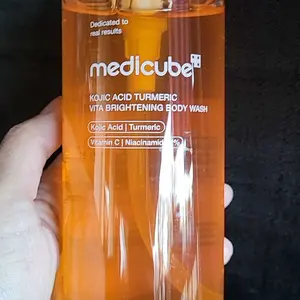 Dedicated to
real results
medicube
KOJIC ACID TURMERIC
VITA BRIGHTENING BODY WASH
Kojic Acid | Turmeric
Vitamin C | Niacinamide %